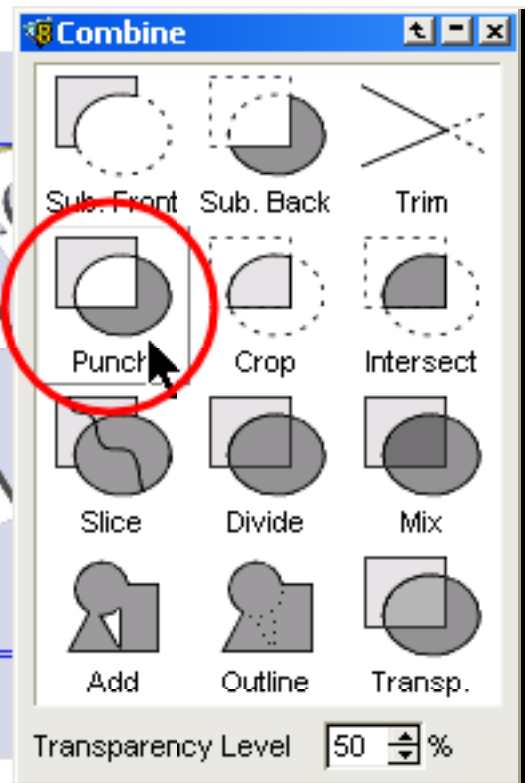 Combine
Sub. Front Sub. Back Trim
Punch Crop Intersect
Slice Divide Mix
Add Outline Transp.
Transparency Level 50 %